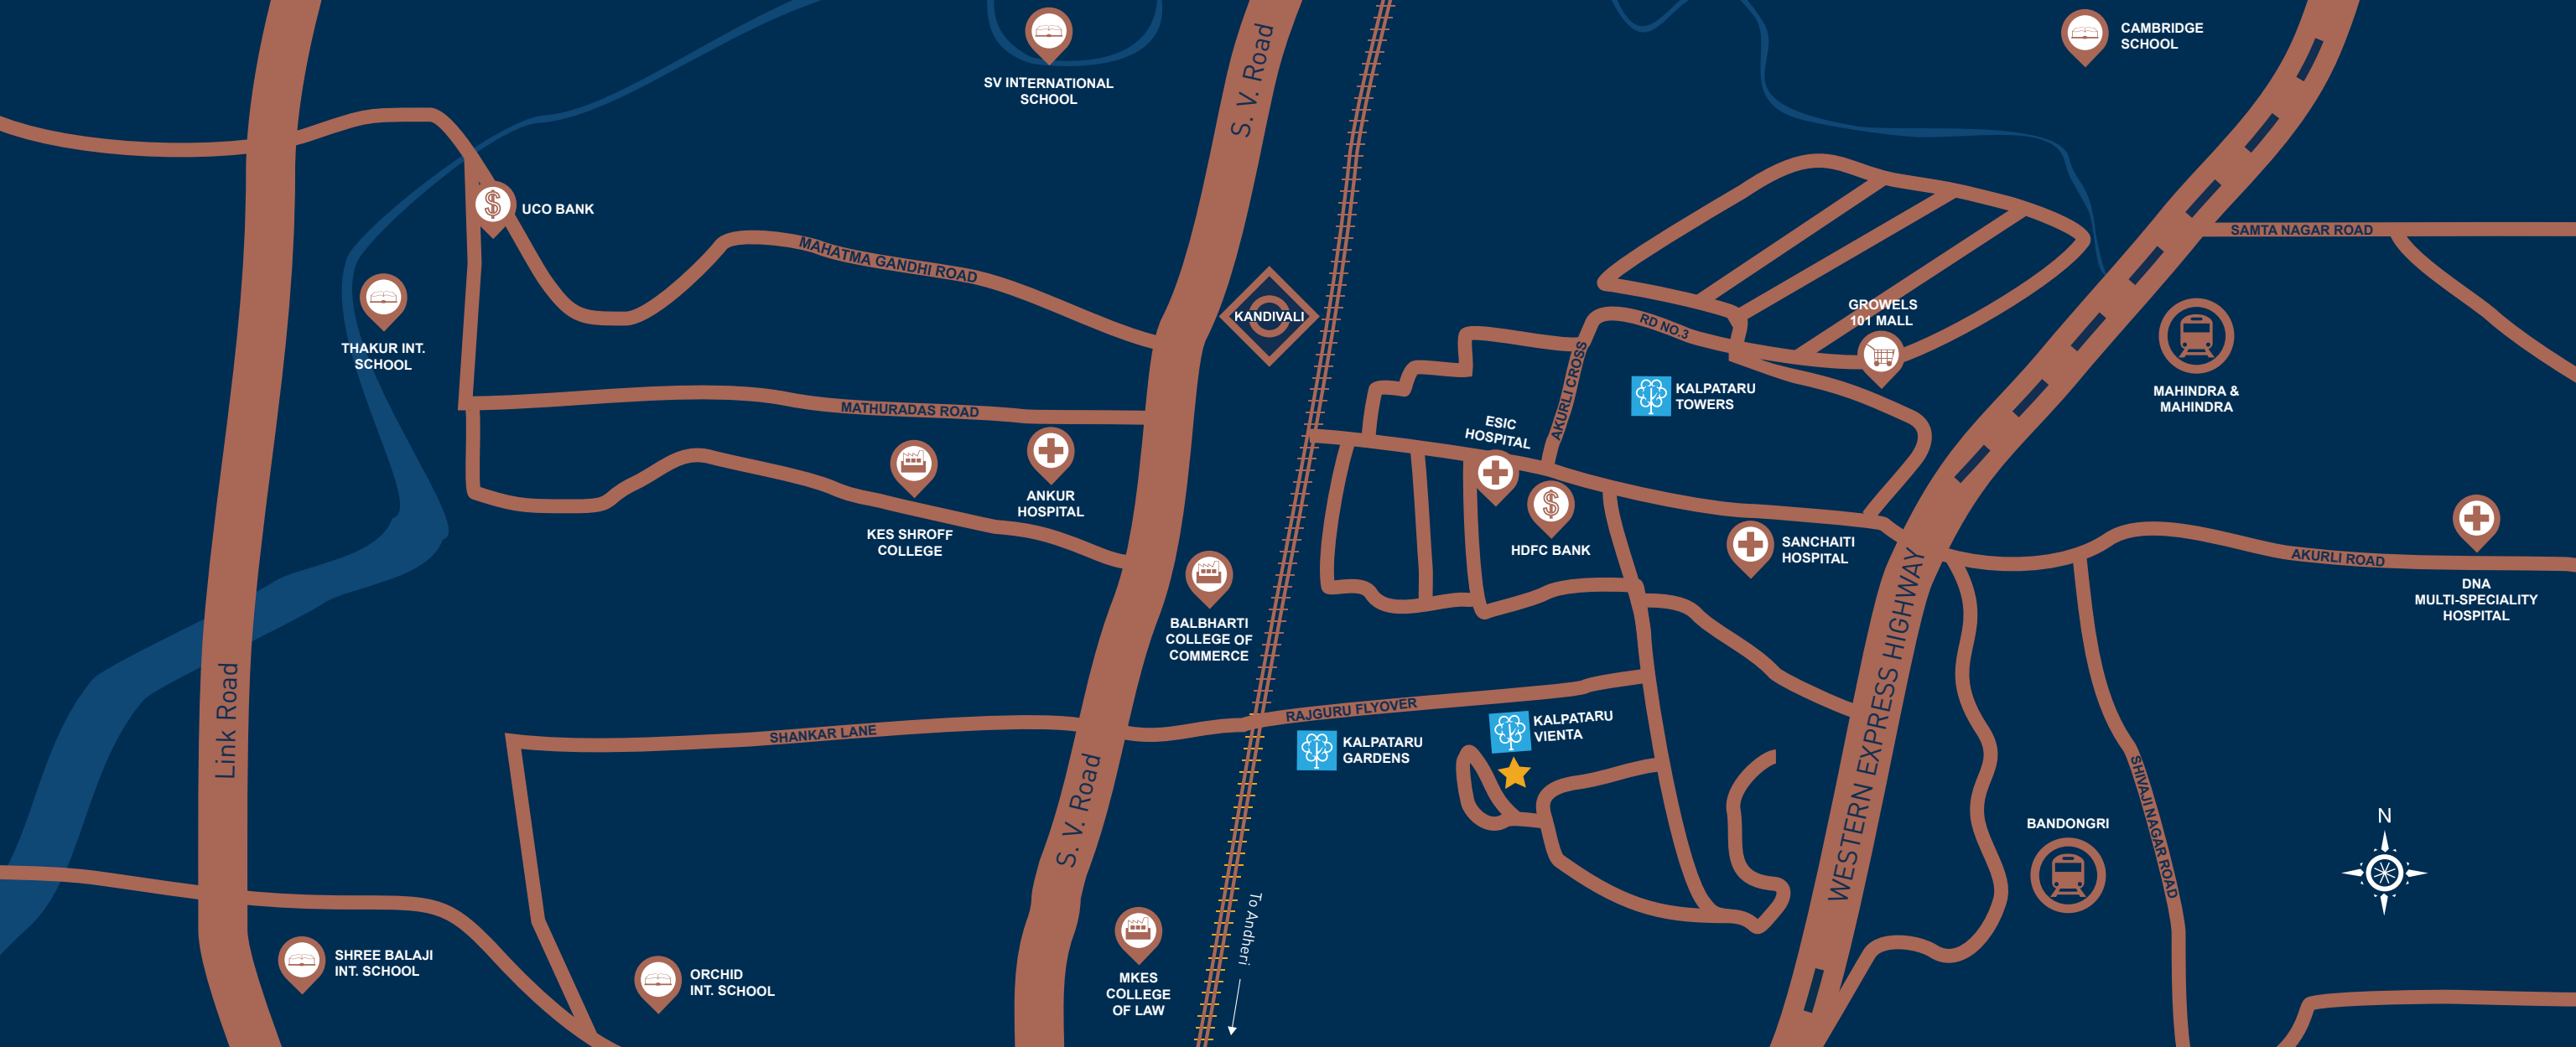 SV INTERNATIONAL
SCHOOL
S. V. Road
CAMBRIDGE
SCHOOL
UCO BANK
MAHATMA GANDHI ROAD
SAMTA NAGAR ROAD
THAKUR INT.
SCHOOL
KANDIVALI
RD NO.3
GROWELS
101 MALL
AKURLI CROSS
KALPATARU
TOWERS
MAHINDRA &
MAHINDRA
MATHURADAS ROAD
ESIC
HOSPITAL
ANKUR
HOSPITAL
KES SHROFF
COLLEGE
HDFC BANK
SANCHAITI
HOSPITAL
AKURLI ROAD
DNA
MULTI-SPECIALITY
HOSPITAL
BALBHARTI
COLLEGE OF
COMMERCE
Link Road
SHANKAR LANE
RAJGURU FLYOVER
KALPATARU
GARDENS
KALPATARU
VIENTA
WESTERN EXPRESS HIGHWAY
S. V. Road
SHIVAJI NAGAR ROAD
BANDONGRI
N
To Andheri
SHREE BALAJI
INT. SCHOOL
ORCHID
INT. SCHOOL
MKES
COLLEGE
OF LAW